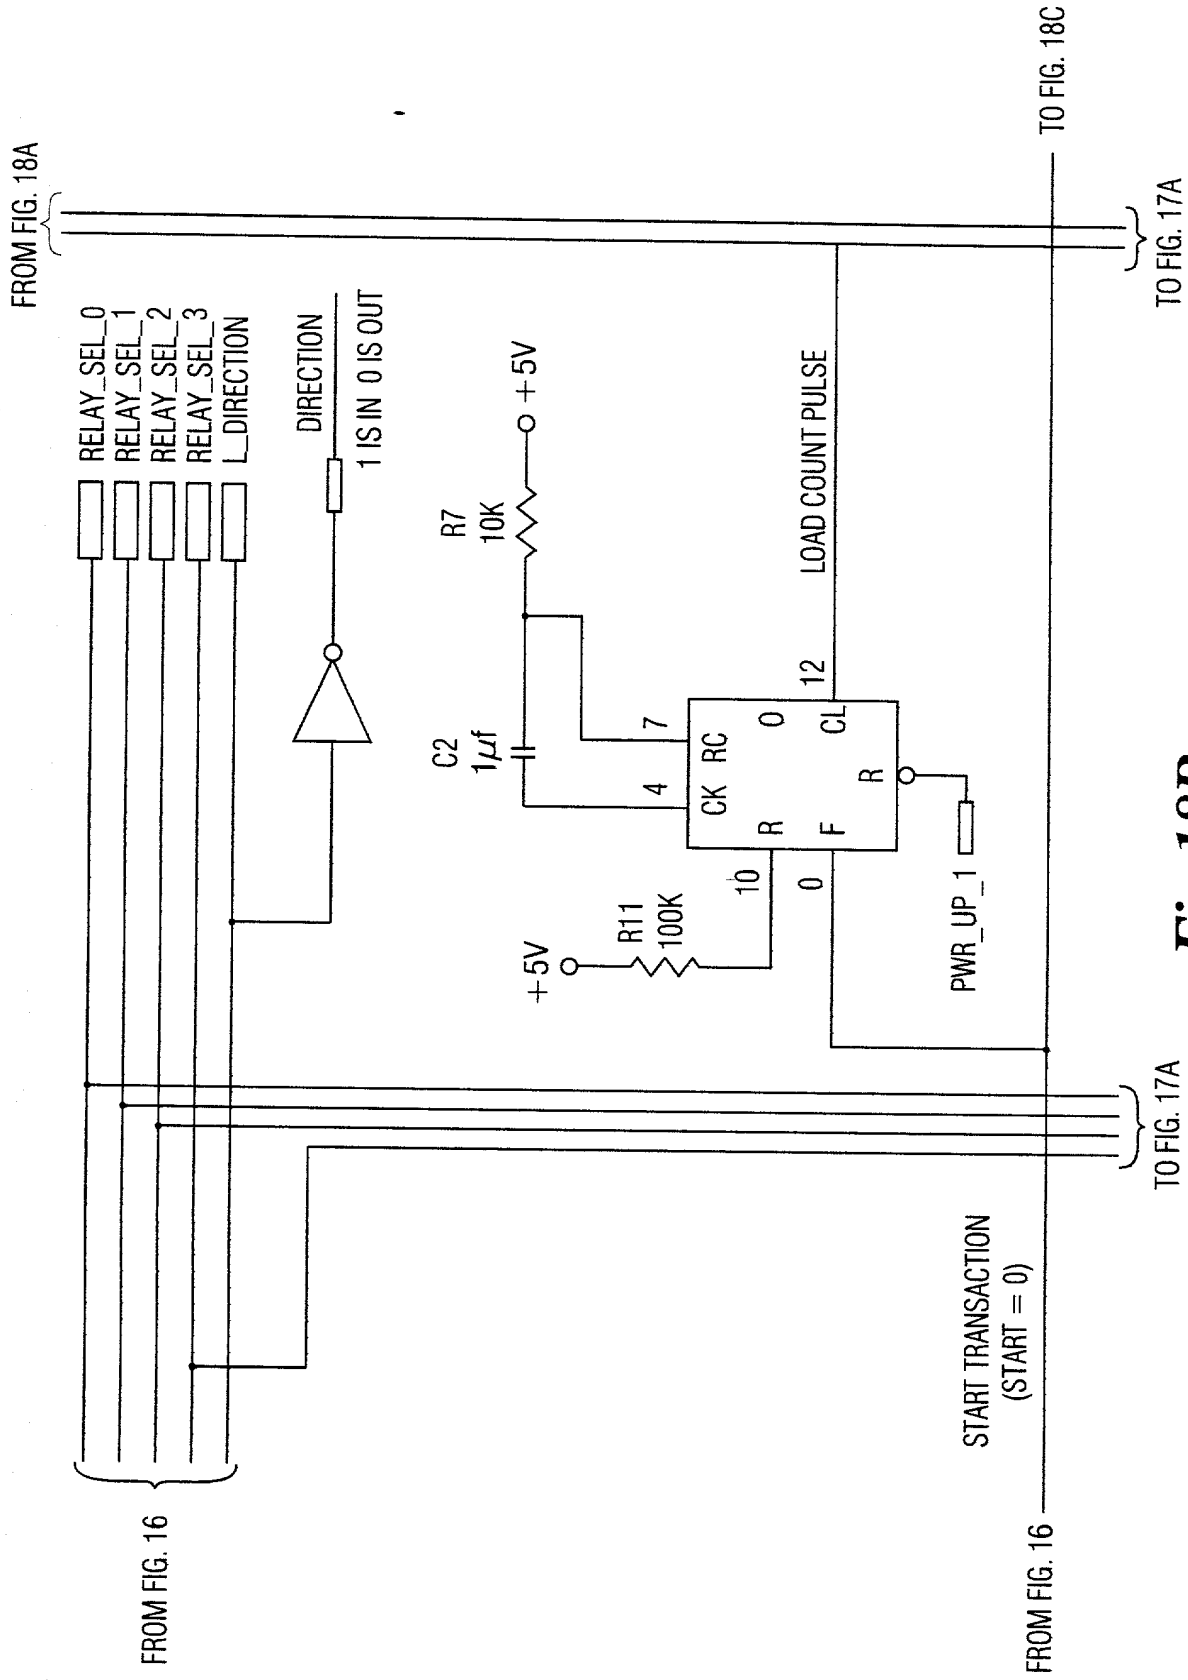 FROM FIG. 18A
RELAY_SEL_0
RELAY_SEL_1
RELAY_SEL_2
RELAY_SEL_3
L_DIRECTION
FROM FIG. 16
DIRECTION
1 IS IN 0 IS OUT
R7
10K
+5V
C2
1µf
+5V
R11
100K
4
7
CK
RC
10
R
O
0
F
CL
12
R
LOAD COUNT PULSE
PWR_UP_1
START TRANSACTION
(START = 0)
FROM FIG. 16
TO FIG. 18C
TO FIG. 17A
TO FIG. 17A